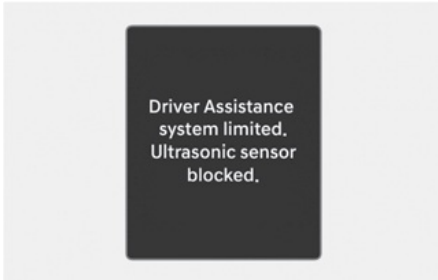 Driver Assistance
system limited.
Ultrasonic sensor
blocked.